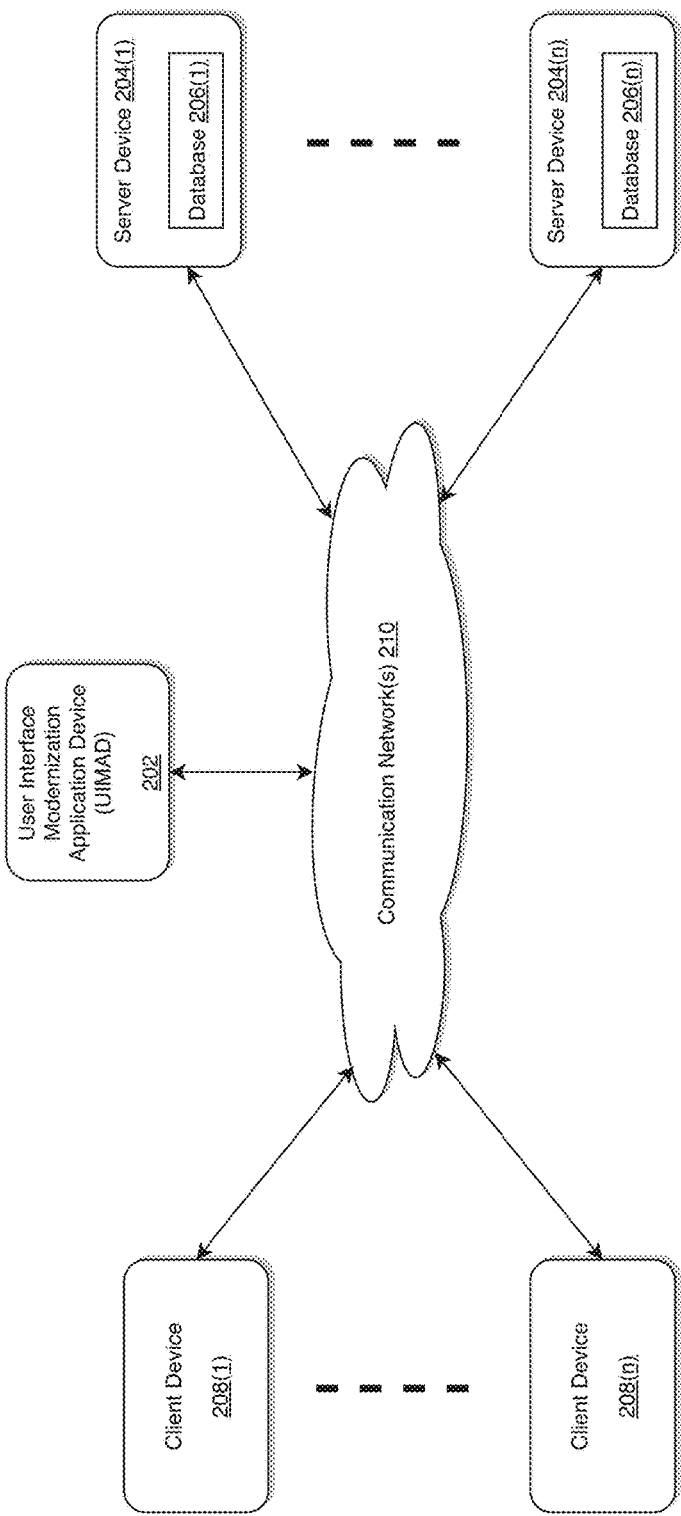 User Interface
Modernization
Application Device
(UIMAD)
202
Client Device
208(1)
Client Device
208(n)
Communication Network(s) 210
Server Device 204(1)
Database 206(1)
Server Device 204(n)
Database 206(n)